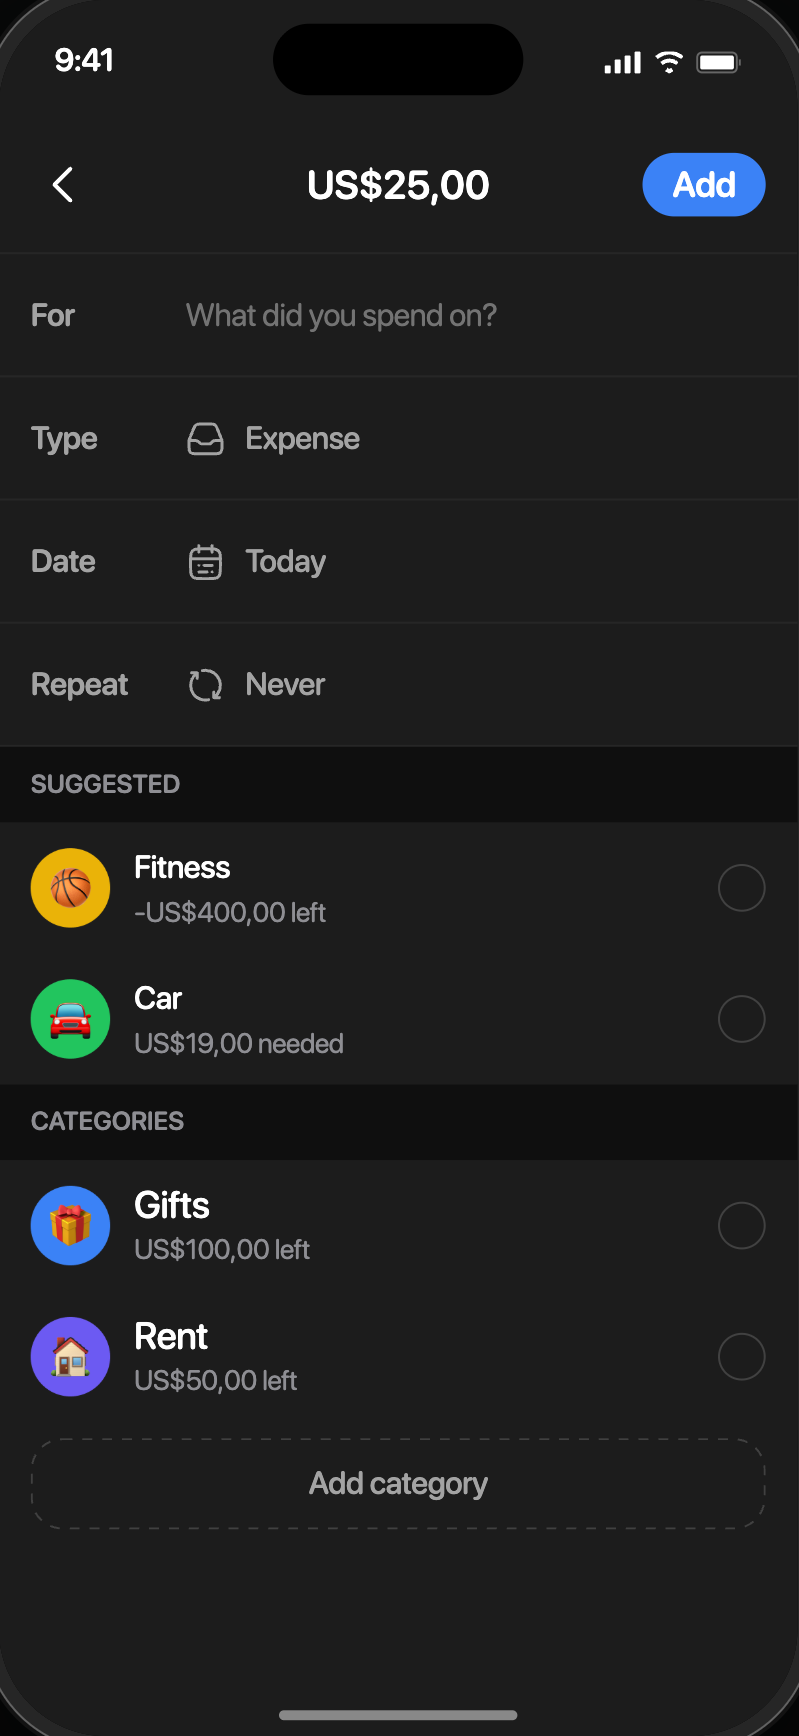 9:41
US$25,00
Add
For
What did you spend on?
Type
Expense
Date
Today
Repeat
Never
SUGGESTED
Fitness
-US$400,00 left
Car
US$19,00 needed
CATEGORIES
Gifts
US$100,00 left
Rent
US$50,00 left
Add category